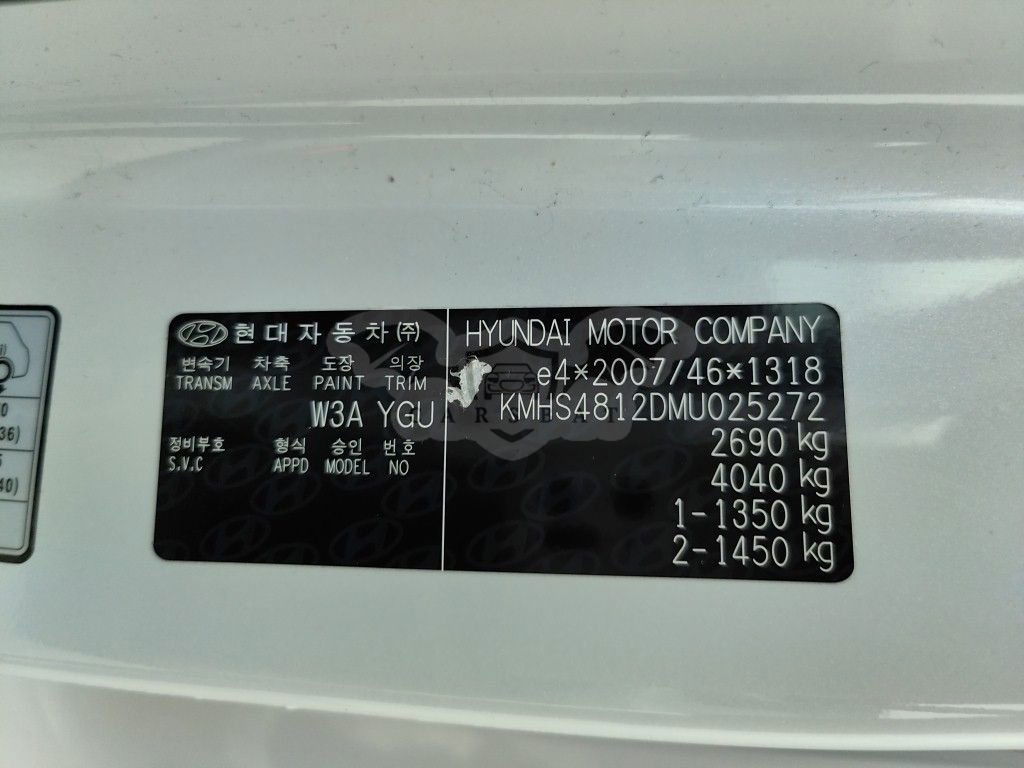 현대자동차(주)
변속기 차축 도장 의장
TRANSM AXLE PAINT TRIM
W3A YGU
정비부호 형식 승인 번호
S.V.C APPD MODEL NO
HYUNDAI MOTOR COMPANY
e4*2007/46*1318
KMHS4812DMU025272
2690 kg
4040 kg
1-1350 kg
2-1450 kg
36)
40)